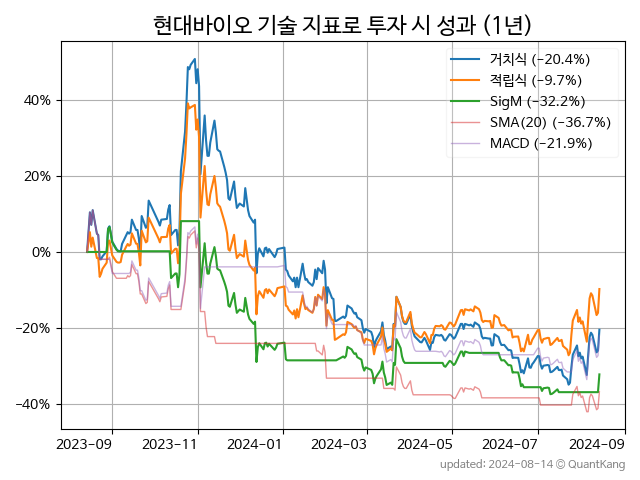 현대바이오 기술 지표로 투자 시 성과 (1년)
거치식 (−20.4%)
적립식 (−9.7%)
SigM (−32.2%)
SMA(20) (−36.7%)
MACD (−21.9%)
40%
20%
0%
−20%
−40%
2023-09 2023-11 2024-01 2024-03 2024-05 2024-07 2024-09
updated: 2024-08-14 © QuantKang